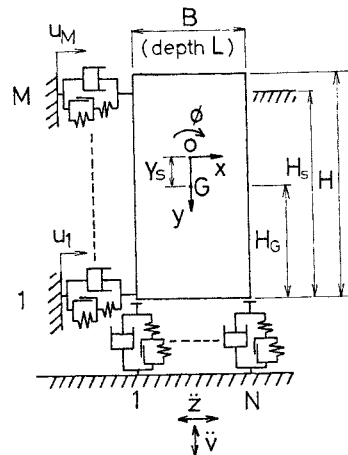 B
(depth L)
u_M
M
φ
O
x
Y_S
G
y
H_S
H
H_G
u_1
1
1 N
z̈
v̈